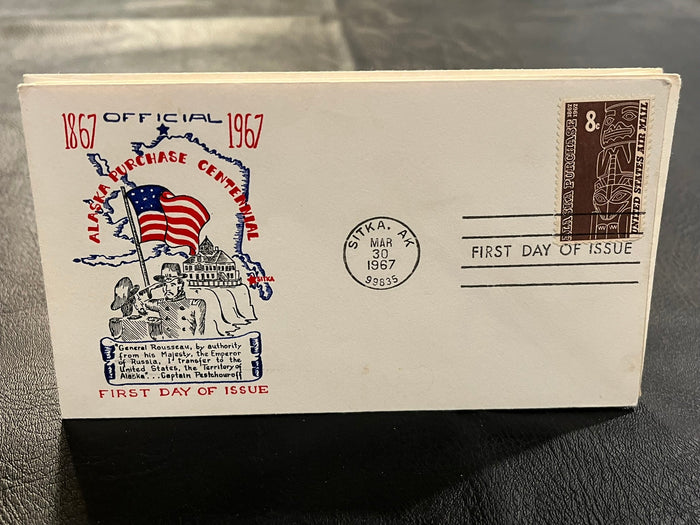 1867 OFFICIAL 1967
ALASKA PURCHASE CENTENNIAL
SITKA
"General Rousseau, by authority
from his Majesty, the Emperor
of Russia, I transfer to the
United States, the Territory of
Alaska"... Captain Pestchouroff
FIRST DAY OF ISSUE
SITKA, AK
MAR
30
1967
99835
FIRST DAY OF ISSUE
8c
1867 1967
ALASKA PURCHASE
UNITED STATES AIR MAIL